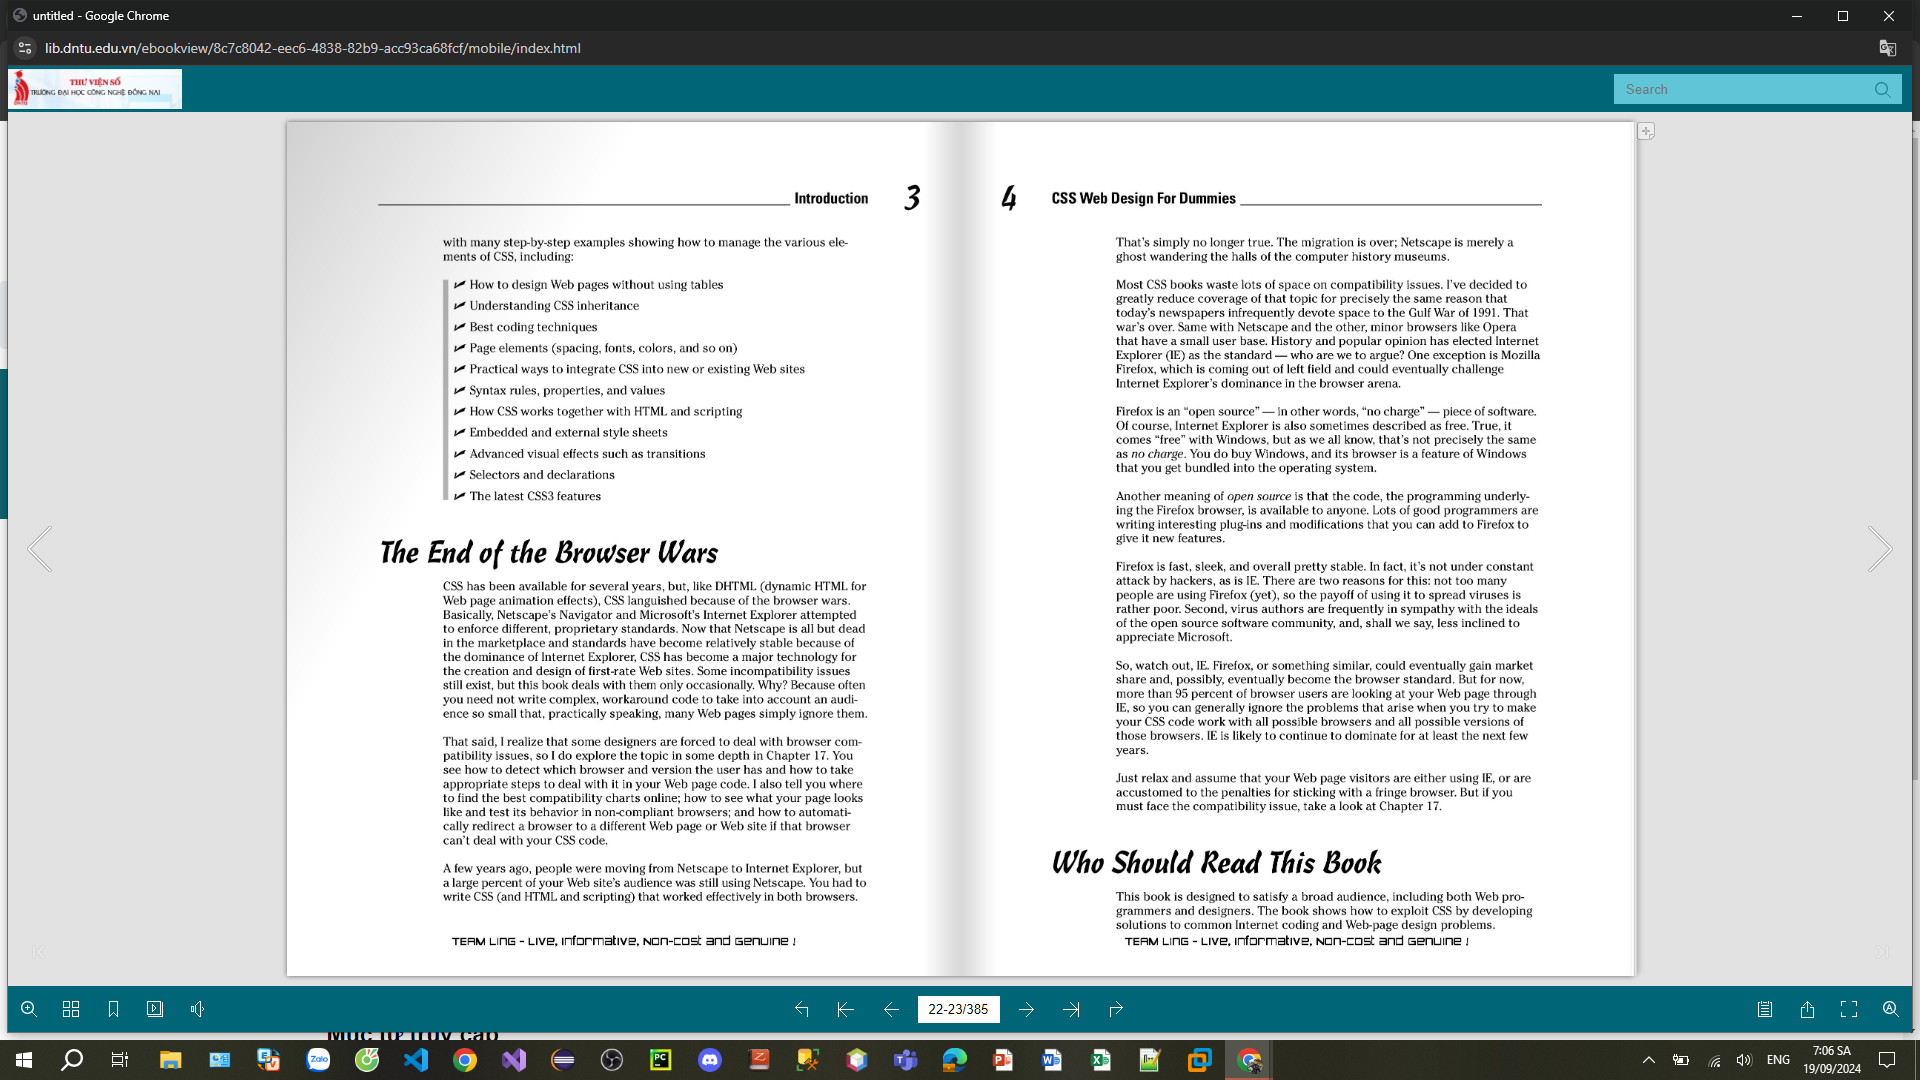 untitled - Google Chrome
lib.dntu.edu.vn/ebookview/8c7c8042-eec6-4838-82b9-acc93ca68fcf/mobile/index.html
THƯ VIỆN SỐ
TRƯỜNG ĐẠI HỌC CÔNG NGHỆ ĐỒNG NAI
Search
Introduction 3
with many step-by-step examples showing how to manage the various ele-
ments of CSS, including:
✓ How to design Web pages without using tables
✓ Understanding CSS inheritance
✓ Best coding techniques
✓ Page elements (spacing, fonts, colors, and so on)
✓ Practical ways to integrate CSS into new or existing Web sites
✓ Syntax rules, properties, and values
✓ How CSS works together with HTML and scripting
✓ Embedded and external style sheets
✓ Advanced visual effects such as transitions
✓ Selectors and declarations
✓ The latest CSS3 features
The End of the Browser Wars
CSS has been available for several years, but, like DHTML (dynamic HTML for
Web page animation effects), CSS languished because of the browser wars.
Basically, Netscape's Navigator and Microsoft's Internet Explorer attempted
to enforce different, proprietary standards. Now that Netscape is all but dead
in the marketplace and standards have become relatively stable because of
the dominance of Internet Explorer, CSS has become a major technology for
the creation and design of first-rate Web sites. Some incompatibility issues
still exist, but this book deals with them only occasionally. Why? Because often
you need not write complex, workaround code to take into account an audi-
ence so small that, practically speaking, many Web pages simply ignore them.
That said, I realize that some designers are forced to deal with browser com-
patibility issues, so I do explore the topic in some depth in Chapter 17. You
see how to detect which browser and version the user has and how to take
appropriate steps to deal with it in your Web page code. I also tell you where
to find the best compatibility charts online; how to see what your page looks
like and test its behavior in non-compliant browsers; and how to automati-
cally redirect a browser to a different Web page or Web site if that browser
can't deal with your CSS code.
A few years ago, people were moving from Netscape to Internet Explorer, but
a large percent of your Web site's audience was still using Netscape. You had to
write CSS (and HTML and scripting) that worked effectively in both browsers.
TEAM LING - Live, Informative, Non-cost and Genuine !
4 CSS Web Design For Dummies
That's simply no longer true. The migration is over; Netscape is merely a
ghost wandering the halls of the computer history museums.
Most CSS books waste lots of space on compatibility issues. I've decided to
greatly reduce coverage of that topic for precisely the same reason that
today's newspapers infrequently devote space to the Gulf War of 1991. That
war's over. Same with Netscape and the other, minor browsers like Opera
that have a small user base. History and popular opinion has elected Internet
Explorer (IE) as the standard — who are we to argue? One exception is Mozilla
Firefox, which is coming out of left field and could eventually challenge
Internet Explorer's dominance in the browser arena.
Firefox is an "open source" — in other words, "no charge" — piece of software.
Of course, Internet Explorer is also sometimes described as free. True, it
comes "free" with Windows, but as we all know, that's not precisely the same
as no charge. You do buy Windows, and its browser is a feature of Windows
that you get bundled into the operating system.
Another meaning of open source is that the code, the programming underly-
ing the Firefox browser, is available to anyone. Lots of good programmers are
writing interesting plug-ins and modifications that you can add to Firefox to
give it new features.
Firefox is fast, sleek, and overall pretty stable. In fact, it's not under constant
attack by hackers, as is IE. There are two reasons for this: not too many
people are using Firefox (yet), so the payoff of using it to spread viruses is
rather poor. Second, virus authors are frequently in sympathy with the ideals
of the open source software community, and, shall we say, less inclined to
appreciate Microsoft.
So, watch out, IE. Firefox, or something similar, could eventually gain market
share and, possibly, eventually become the browser standard. But for now,
more than 95 percent of browser users are looking at your Web page through
IE, so you can generally ignore the problems that arise when you try to make
your CSS code work with all possible browsers and all possible versions of
those browsers. IE is likely to continue to dominate for at least the next few
years.
Just relax and assume that your Web page visitors are either using IE, or are
accustomed to the penalties for sticking with a fringe browser. But if you
must face the compatibility issue, take a look at Chapter 17.
Who Should Read This Book
This book is designed to satisfy a broad audience, including both Web pro-
grammers and designers. The book shows how to exploit CSS by developing
solutions to common Internet coding and Web-page design problems.
TEAM LING - Live, Informative, Non-cost and Genuine !
22-23/385
ENG
7:06 SA
19/09/2024